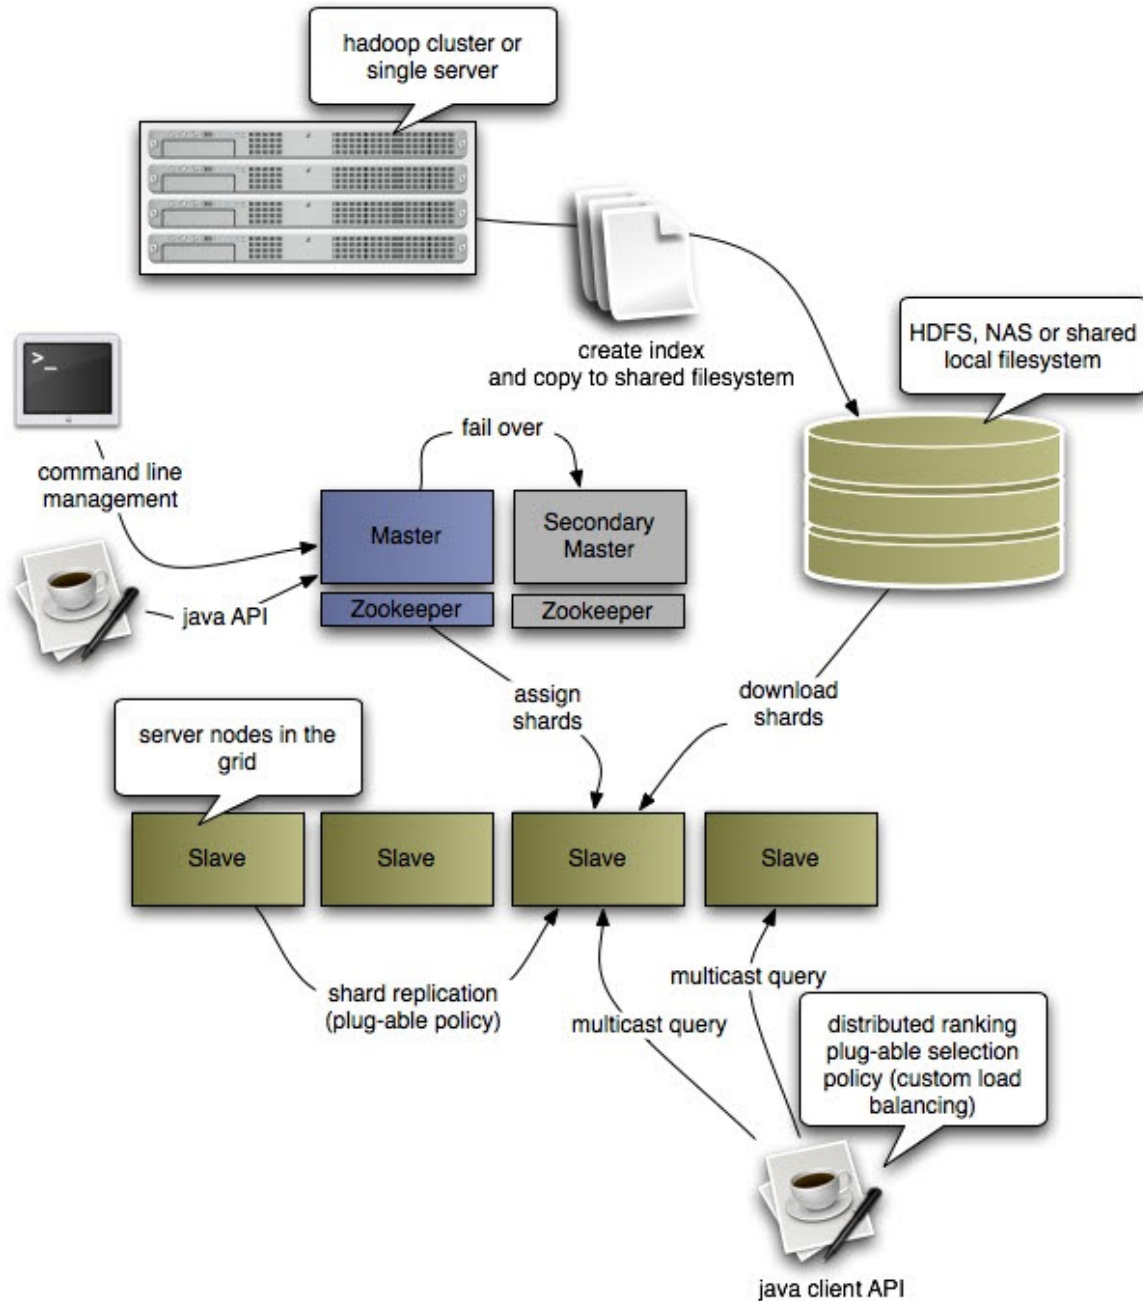 hadoop cluster or
single server
create index
and copy to shared filesystem
HDFS, NAS or shared
local filesystem
>_
command line
management
fail over
Master
Secondary
Master
Zookeeper
Zookeeper
java API
assign
shards
download
shards
server nodes in the
grid
Slave
Slave
Slave
Slave
shard replication
(plug-able policy)
multicast query
multicast query
distributed ranking
plug-able selection
policy (custom load
balancing)
java client API